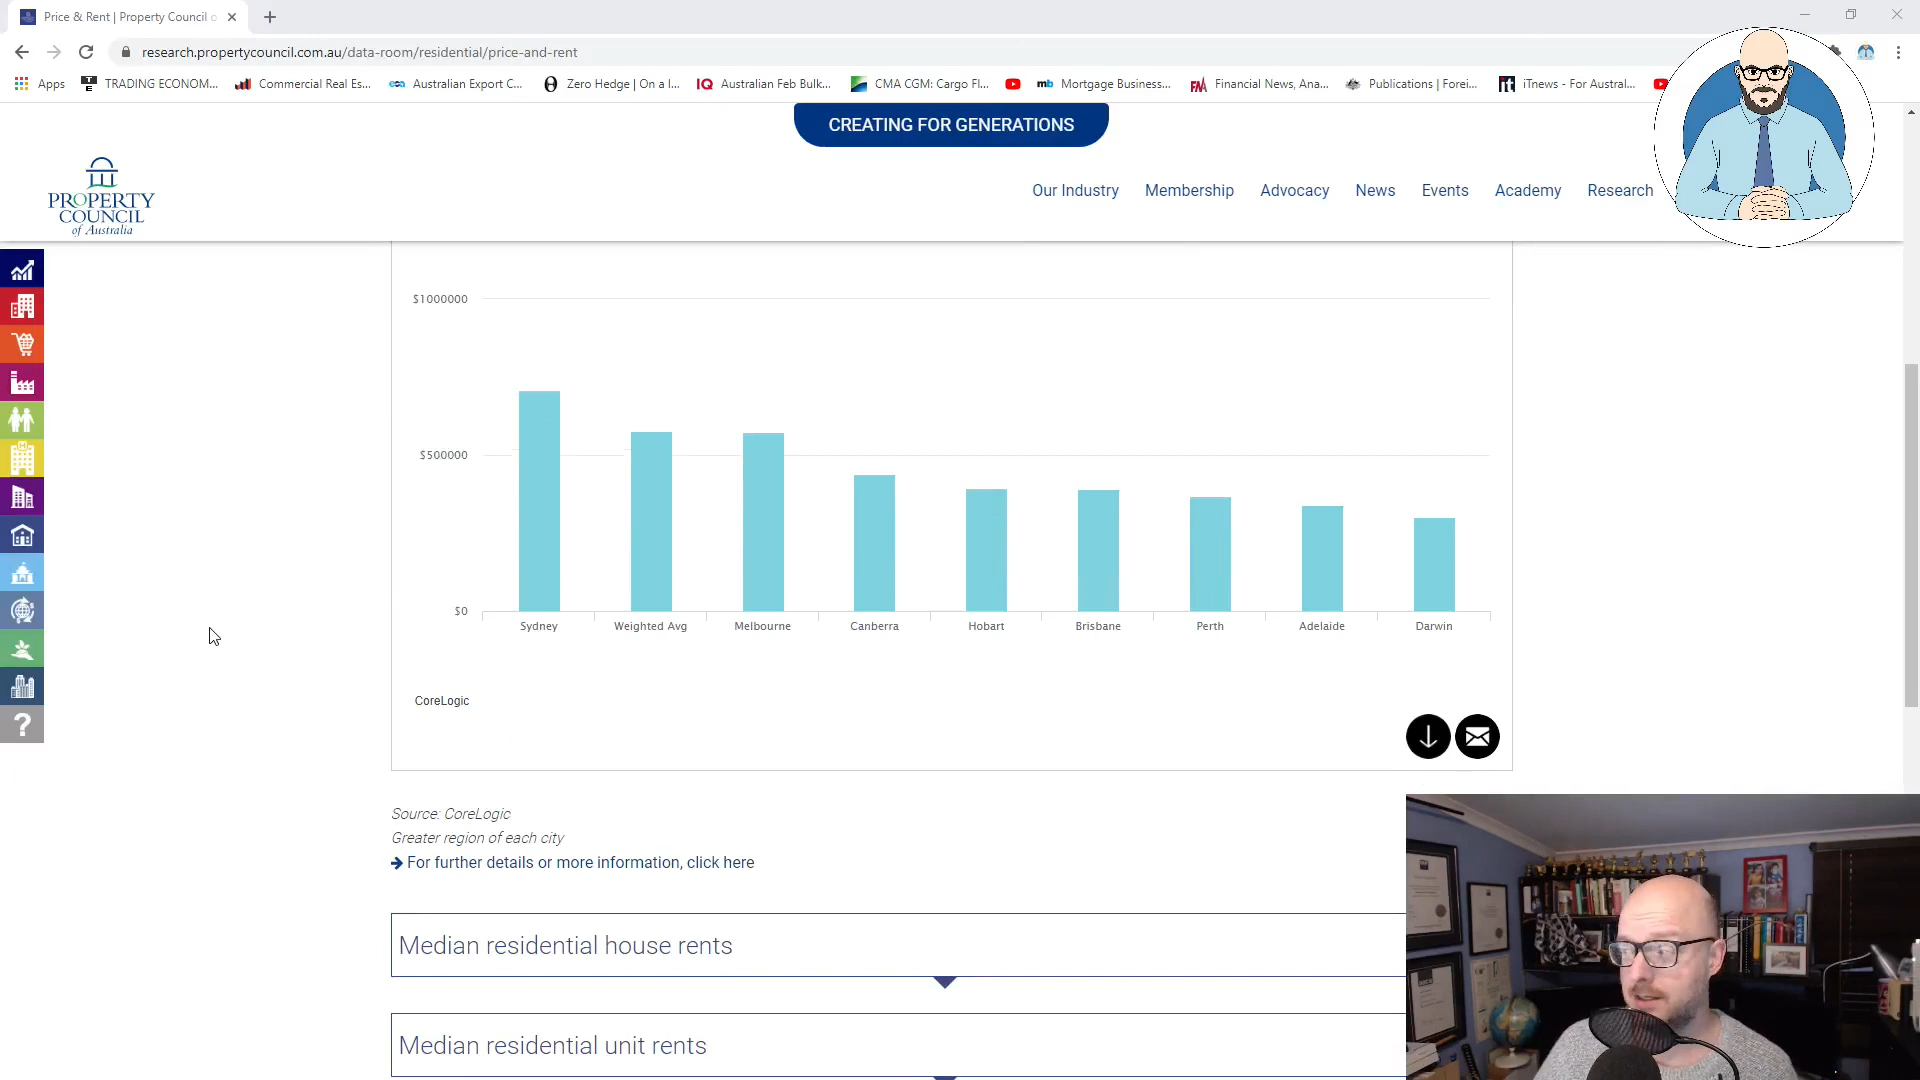 Price & Rent | Property Council o
research.propertycouncil.com.au/data-room/residential/price-and-rent
Apps
TRADING ECONOM...
Commercial Real Es...
Australian Export C...
Zero Hedge | On a l...
IQ Australian Feb Bulk...
CMA CGM: Cargo Fl...
mb Mortgage Business...
FM Financial News, Ana...
Publications | Forei...
it iTnews - For Austral...
CREATING FOR GENERATIONS
PROPERTY
COUNCIL
of Australia
Our Industry
Membership
Advocacy
News
Events
Academy
Research
$1000000
$500000
$0
Sydney
Weighted Avg
Melbourne
Canberra
Hobart
Brisbane
Perth
Adelaide
Darwin
CoreLogic
?
Source: CoreLogic
Greater region of each city
For further details or more information, click here
Median residential house rents
Median residential unit rents